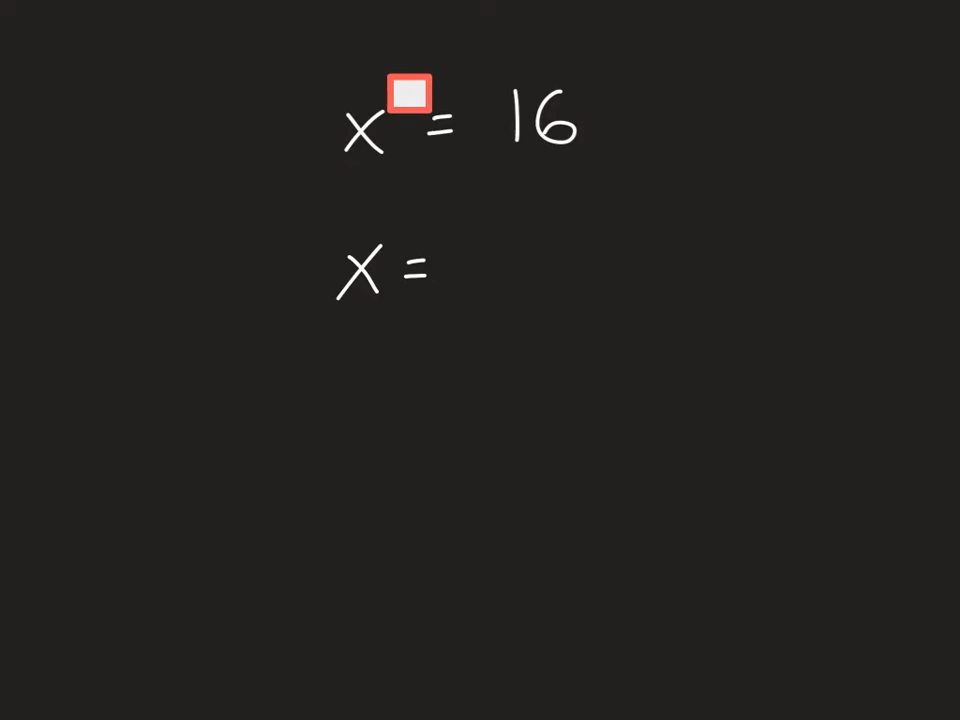 x□ = 16
x =